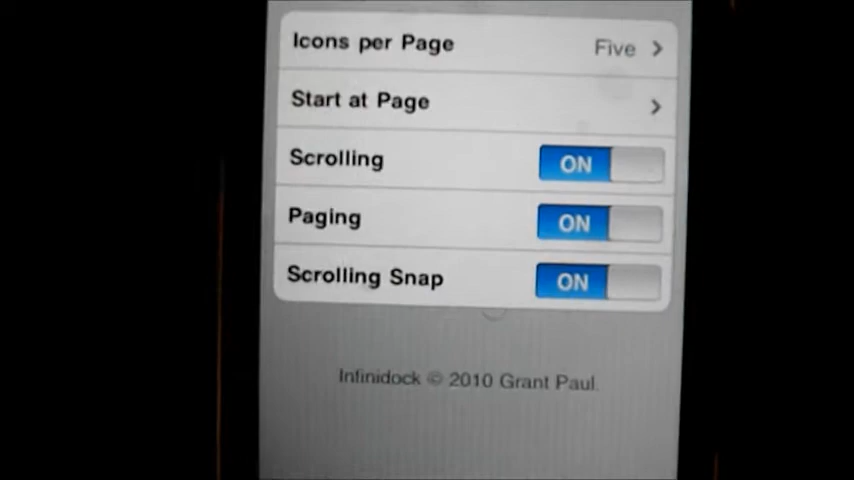 Icons per Page Five
Start at Page
Scrolling ON
Paging ON
Scrolling Snap ON
Infinidock © 2010 Grant Paul.